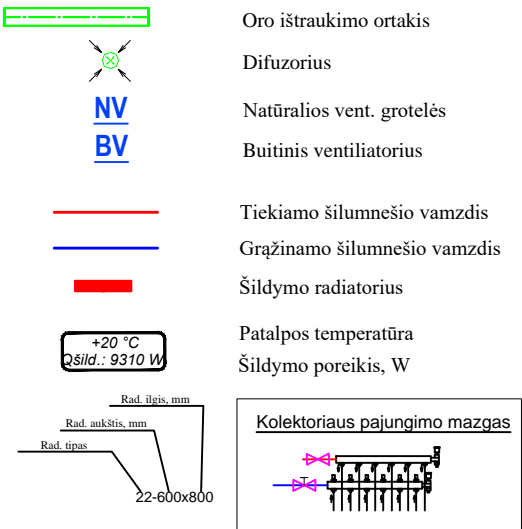 Oro ištraukimo ortakis
Difuzorius
NV Natūralios vent. grotelės
BV Buitinis ventiliatorius
Tiekiamo šilumnešio vamzdis
Grąžinamo šilumnešio vamzdis
Šildymo radiatorius
+20 °C
Qšild.: 9310 W
Patalpos temperatūra
Šildymo poreikis, W
Rad. ilgis, mm
Rad. aukštis, mm
Rad. tipas
22-600x800
Kolektoriaus pajungimo mazgas